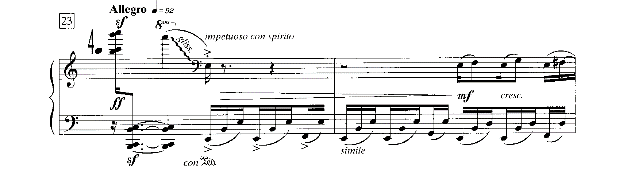 23
Allegro ♩ = 92
sf
8va
gliss.
impetuoso con spirito
ff
mf
cresc.
sf
con Ped.
simile